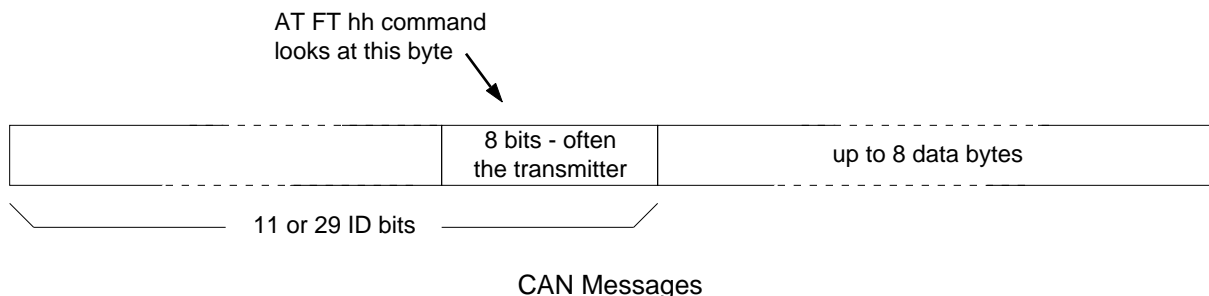 AT FT hh command
looks at this byte
8 bits - often
the transmitter
up to 8 data bytes
11 or 29 ID bits
CAN Messages